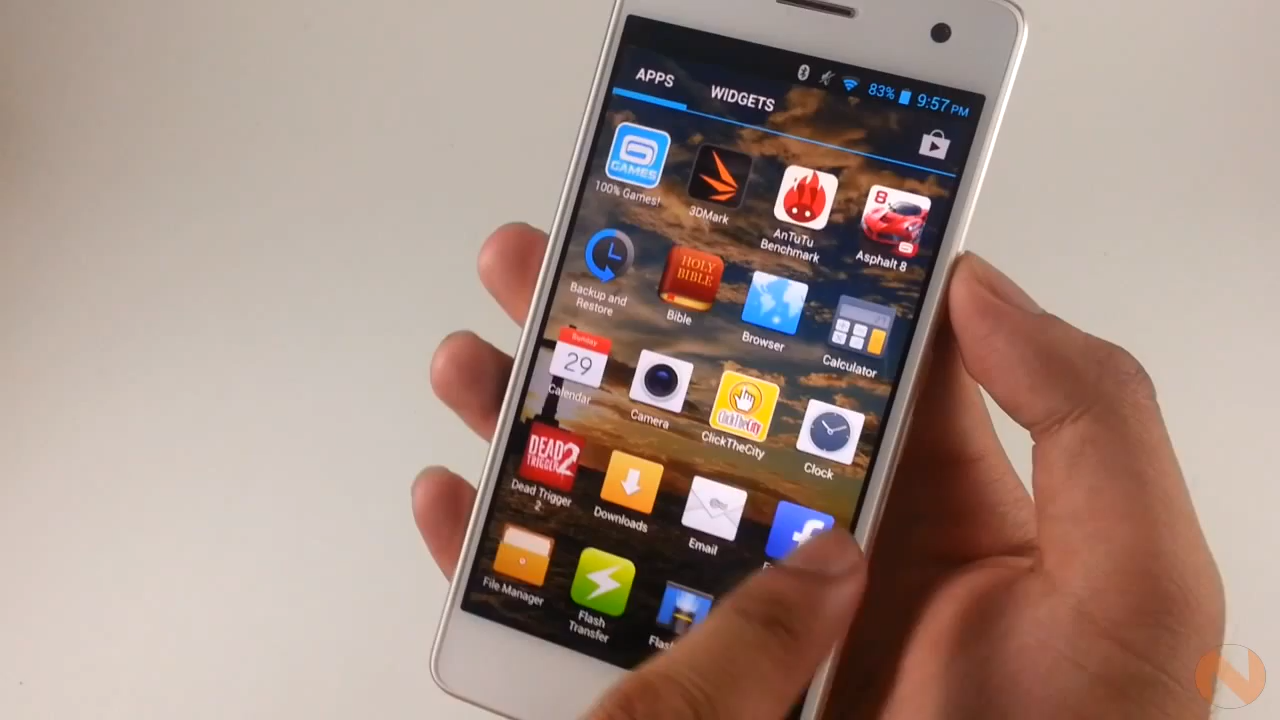 83% 9:57 PM
APPS
WIDGETS
GAMES
8
100% Games!
3DMark
AnTuTu
Benchmark
Asphalt 8
HOLY
BIBLE
Backup and
Restore
Bible
Browser
Calculator
Sunday
29
ClickTheCity
Calendar
Camera
ClickTheCity
Clock
DEAD
TRIGGER 2
Dead Trigger
2
Downloads
Email
f
File Manager
Flash
Transfer
N